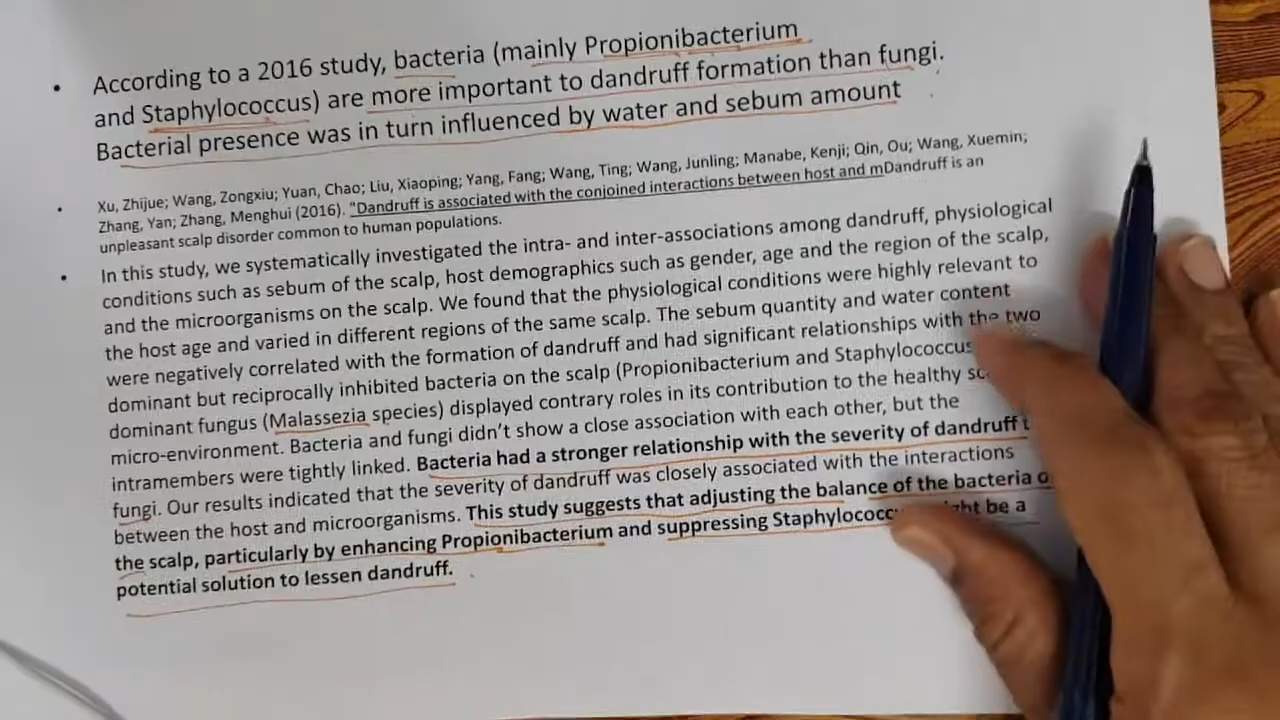 • According to a 2016 study, bacteria (mainly Propionibacterium
and Staphylococcus) are more important to dandruff formation than fungi.
Bacterial presence was in turn influenced by water and sebum amount
• Xu, Zhijue; Wang, Zongxiu; Yuan, Chao; Liu, Xiaoping; Yang, Fang; Wang, Ting; Wang, Junling; Manabe, Kenji; Qin, Ou; Wang, Xuemin;
Zhang, Yan; Zhang, Menghui (2016). "Dandruff is associated with the conjoined interactions between host and mDandruff is an
unpleasant scalp disorder common to human populations.
• In this study, we systematically investigated the intra- and inter-associations among dandruff, physiological
conditions such as sebum of the scalp, host demographics such as gender, age and the region of the scalp,
and the microorganisms on the scalp. We found that the physiological conditions were highly relevant to
the host age and varied in different regions of the same scalp. The sebum quantity and water content
were negatively correlated with the formation of dandruff and had significant relationships with the two
dominant but reciprocally inhibited bacteria on the scalp (Propionibacterium and Staphylococcus
dominant fungus (Malassezia species) displayed contrary roles in its contribution to the healthy
micro-environment. Bacteria and fungi didn't show a close association with each other, but the
intramembers were tightly linked. Bacteria had a stronger relationship with the severity of dandruff
fungi. Our results indicated that the severity of dandruff was closely associated with the interactions
between the host and microorganisms. This study suggests that adjusting the balance of the bacteria
the scalp, particularly by enhancing Propionibacterium and suppressing be a
potential solution to lessen dandruff.